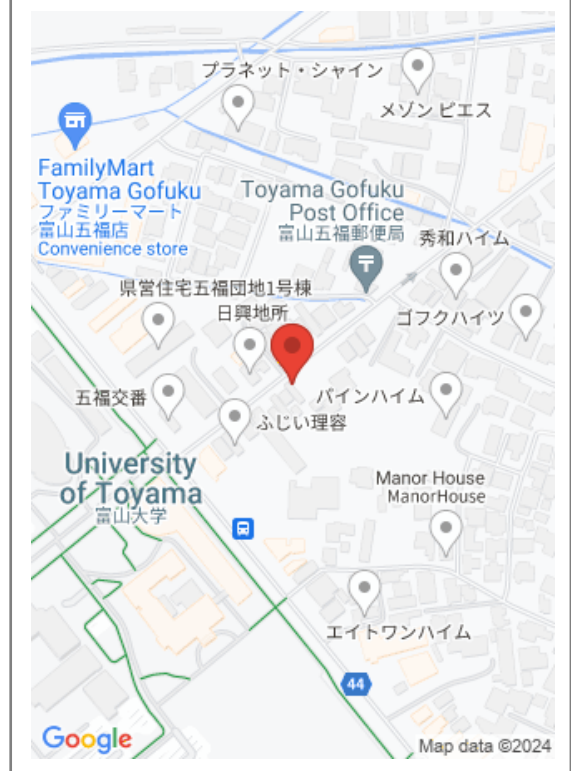 プラネット・シャイン
メゾン ピエス
FamilyMart
Toyama Gofuku
ファミリーマート
富山五福店
Convenience store
Toyama Gofuku
Post Office
富山五福郵便局
秀和ハイム
県営住宅五福団地1号棟
日興地所
ゴフクハイツ
五福交番
パインハイム
ふじい理容
University
of Toyama
富山大学
Manor House
ManorHouse
エイトワンハイム
44
Google
Map data ©2024